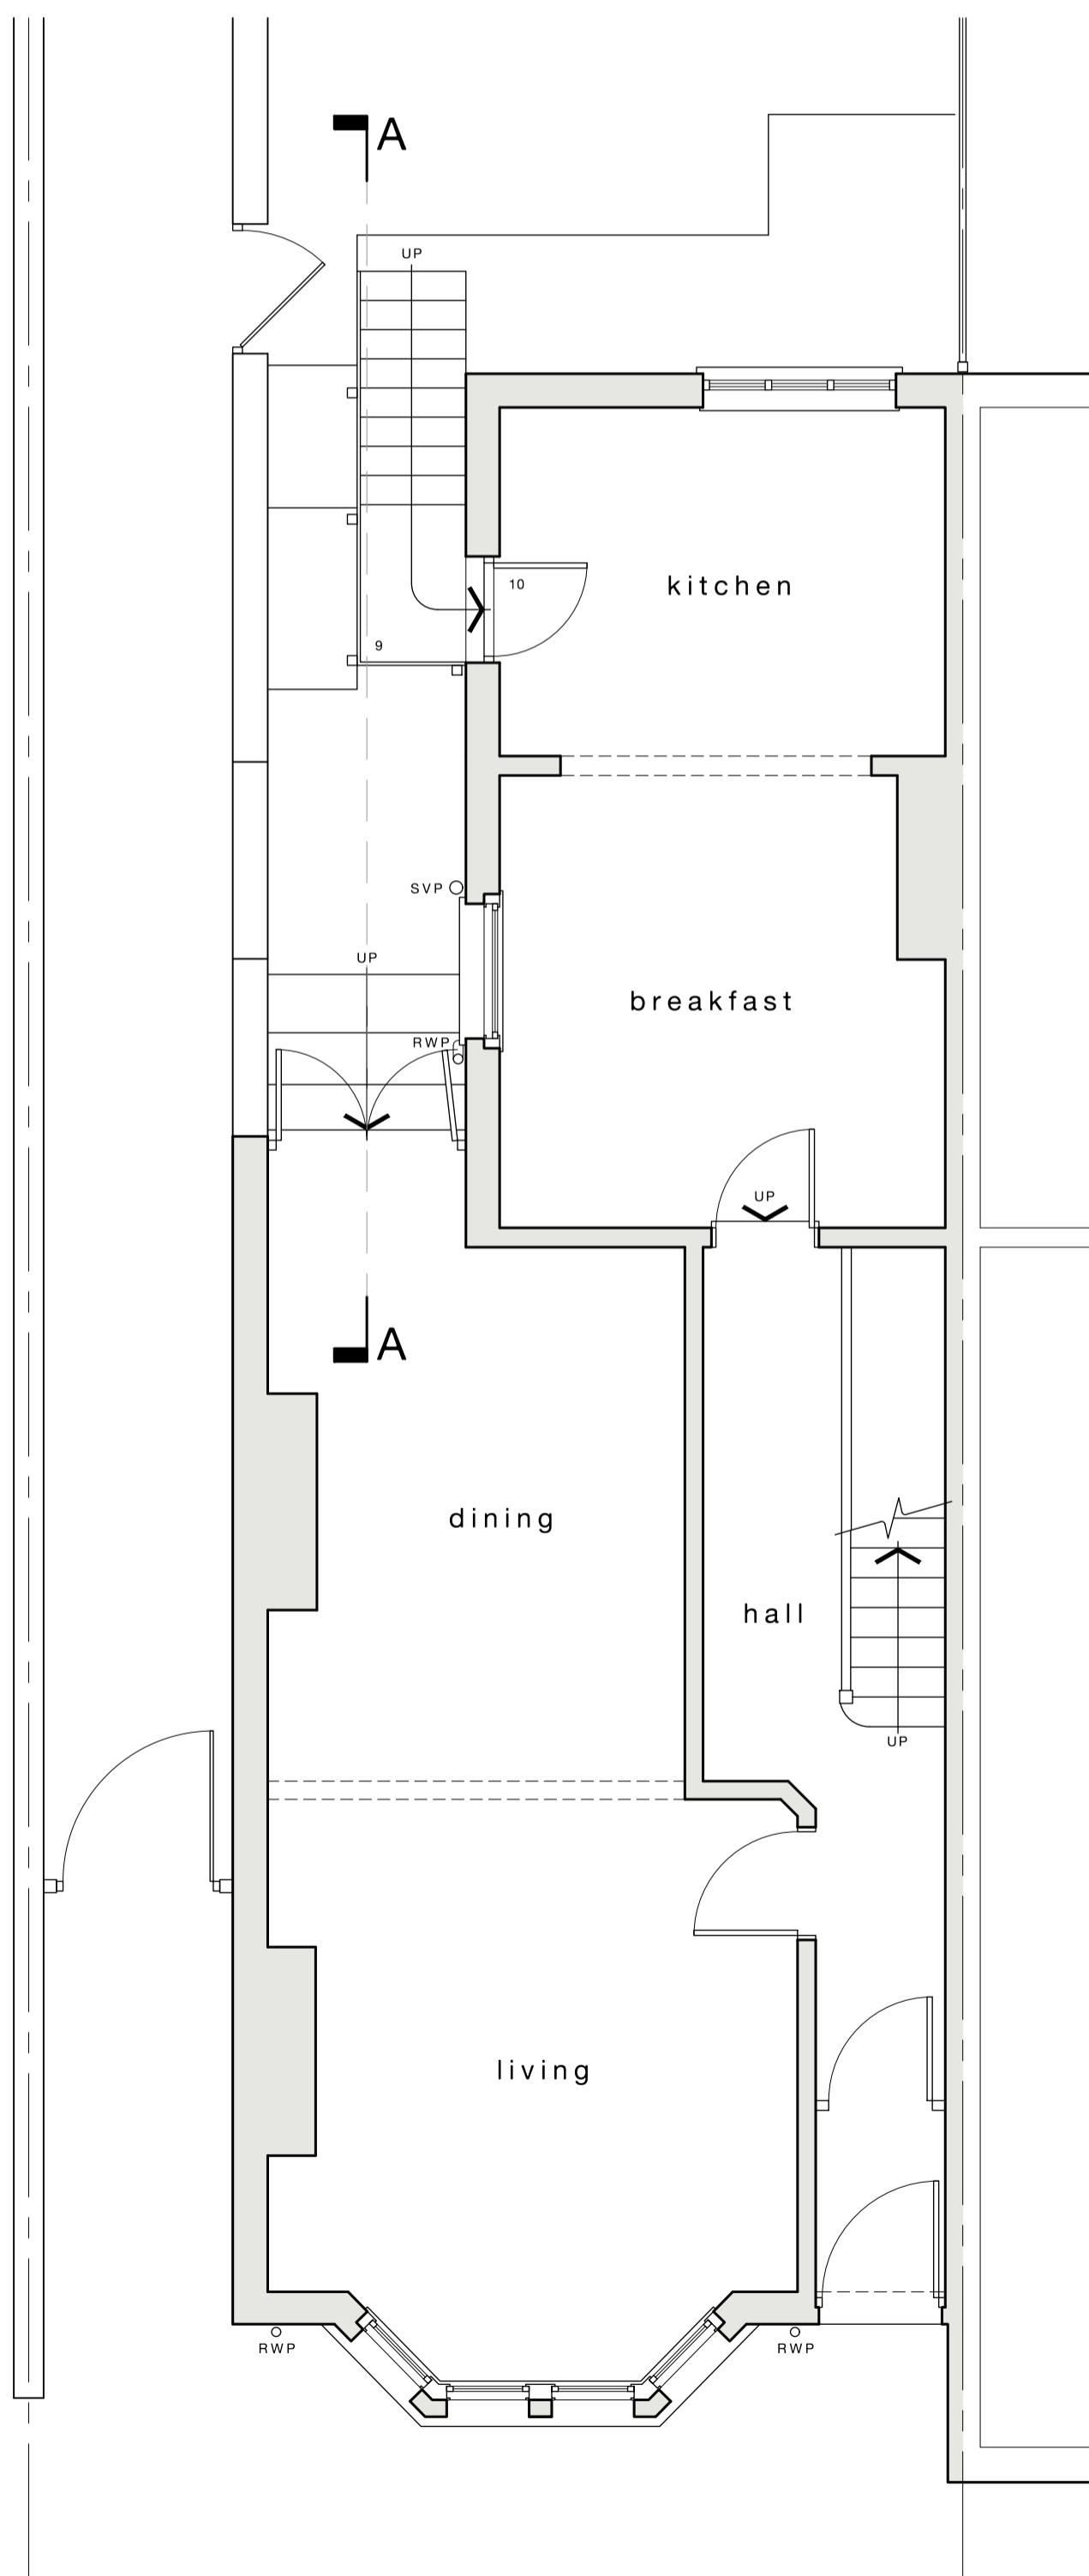 A
UP
10
kitchen
9
SVP
UP
breakfast
RWP
UP
A
dining
hall
UP
living
RWP
RWP